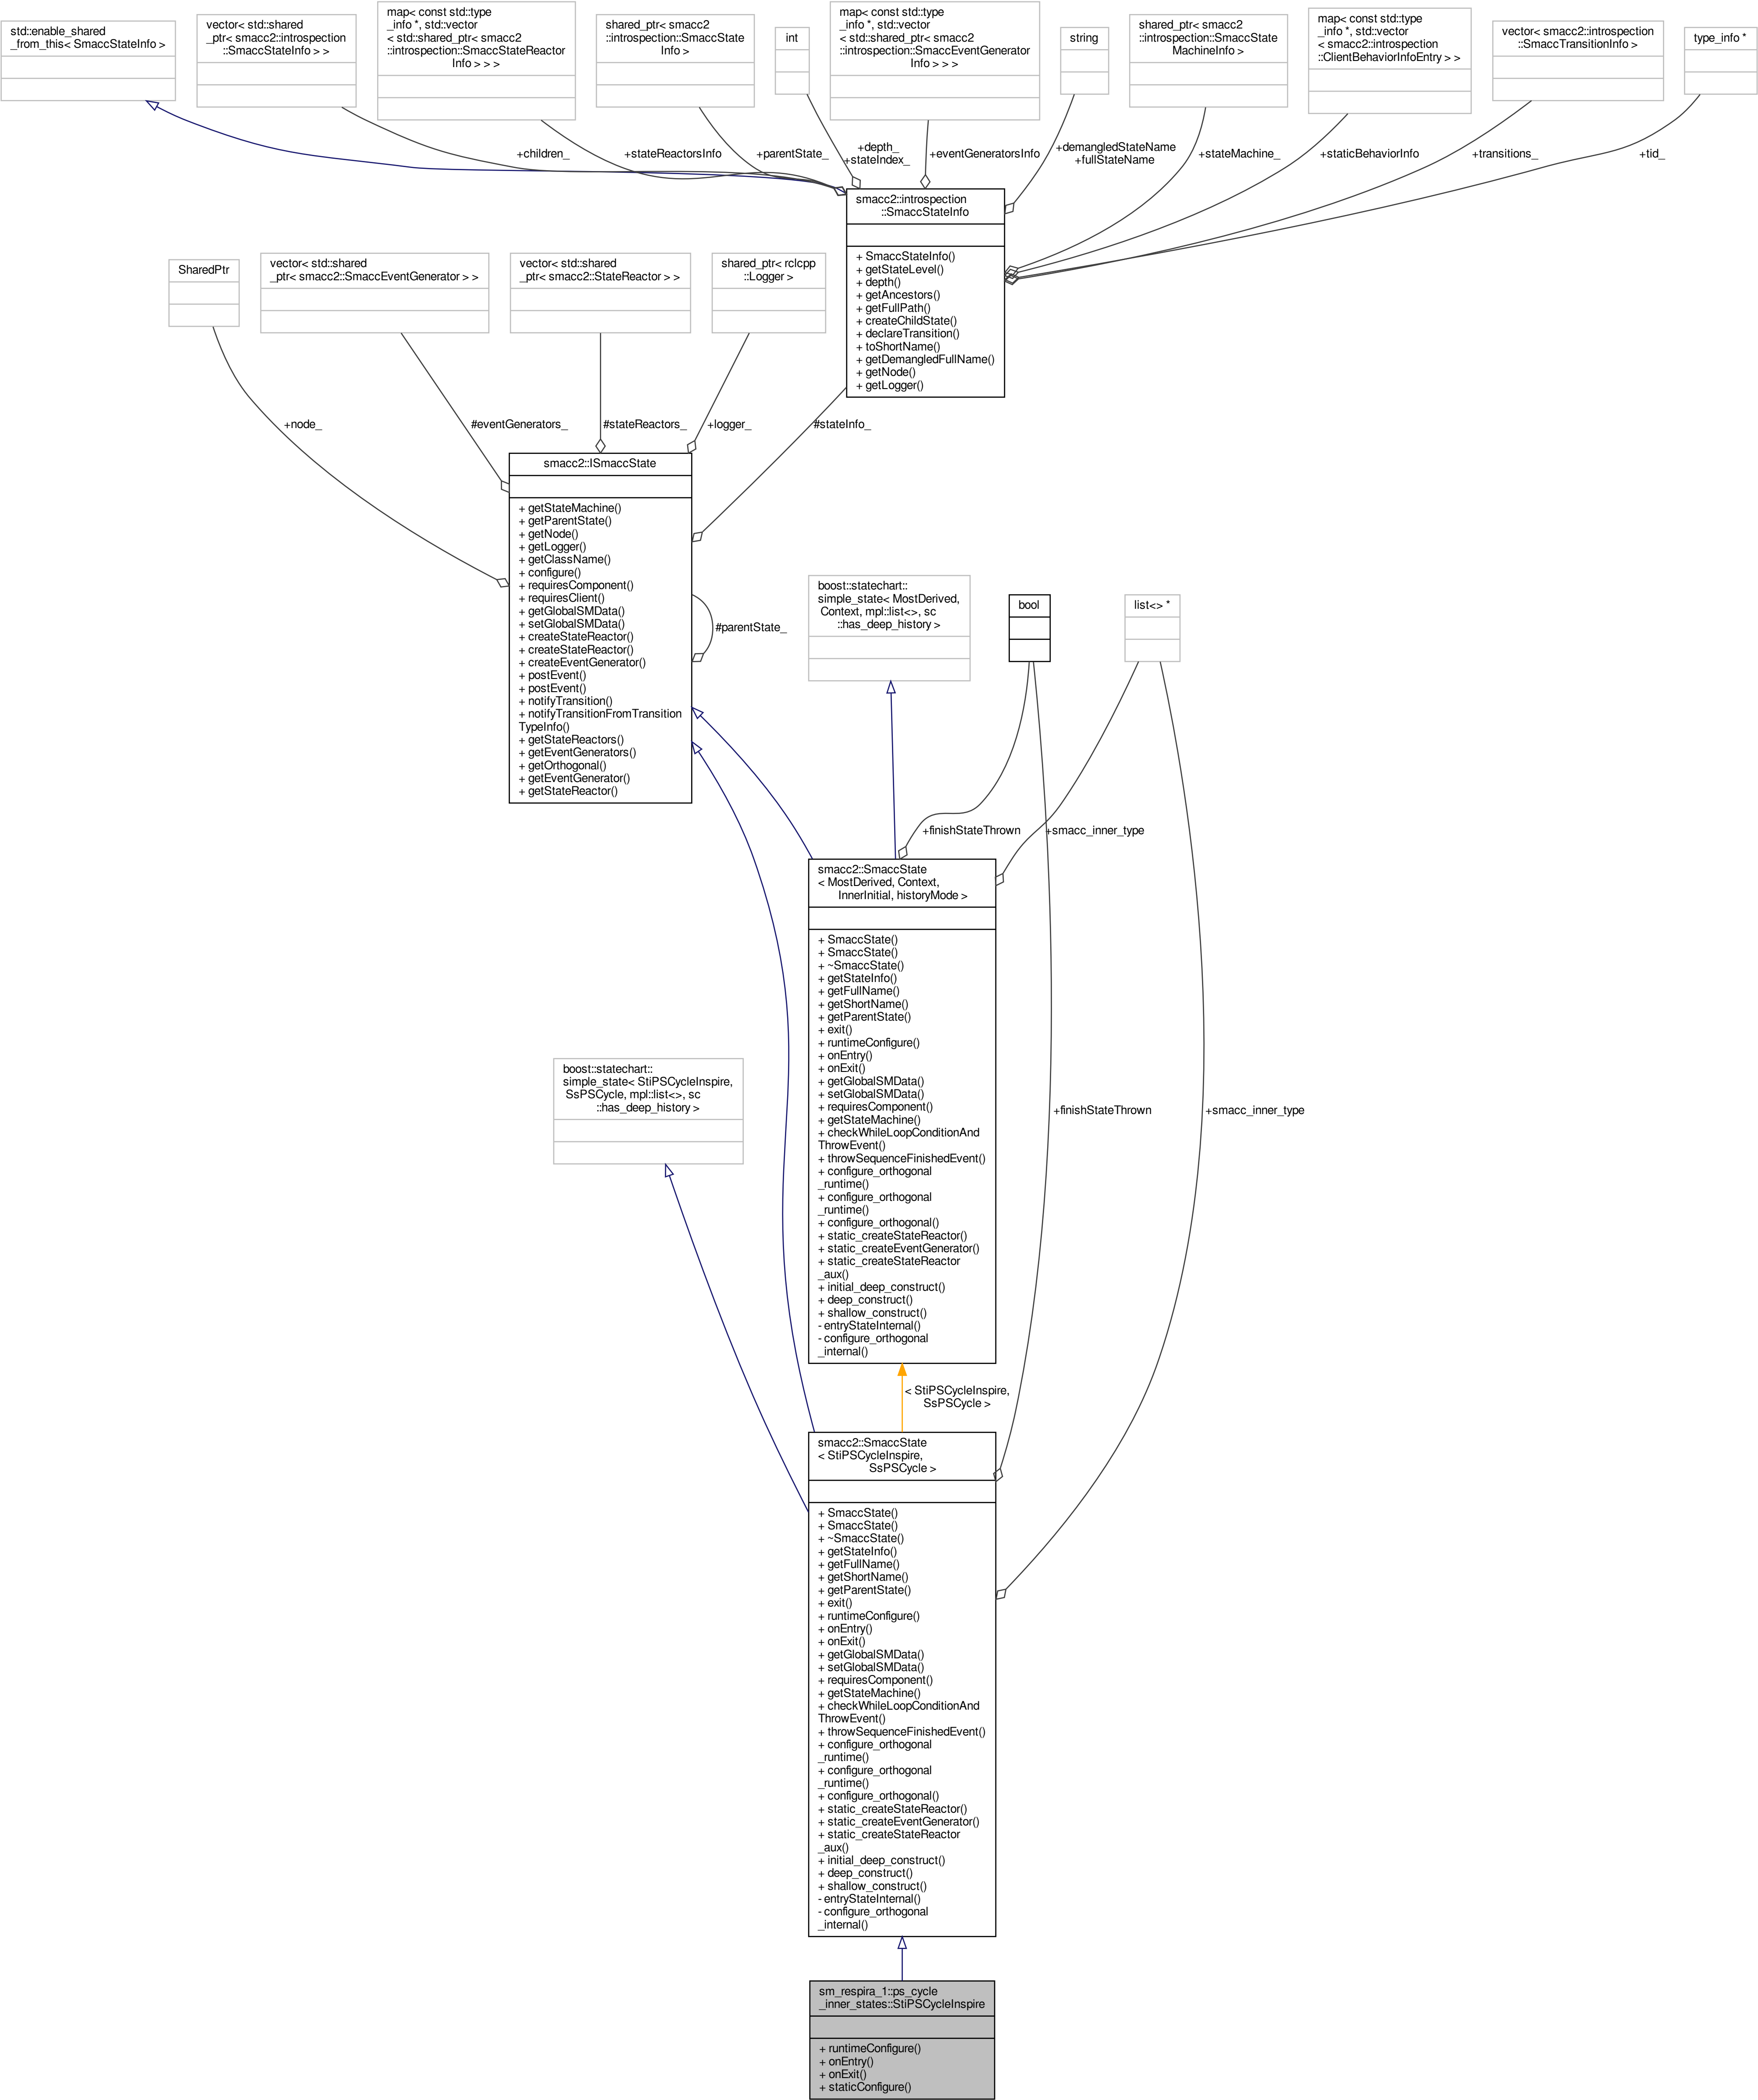 std::enable_shared
_from_this< SmaccStateInfo >
vector< std::shared
_ptr< smacc2::introspection
::SmaccStateInfo > >
map< const std::type
_info *, std::vector
< std::shared_ptr< smacc2
::introspection::SmaccStateReactor
Info > > >
shared_ptr< smacc2
::introspection::SmaccState
Info >
int
map< const std::type
_info *, std::vector
< std::shared_ptr< smacc2
::introspection::SmaccEventGenerator
Info > > >
string
shared_ptr< smacc2
::introspection::SmaccState
MachineInfo >
map< const std::type
_info *, std::vector
< smacc2::introspection
::ClientBehaviorInfoEntry > >
vector< smacc2::introspection
::SmaccTransitionInfo >
type_info *
+children_
+stateReactorsInfo
+parentState_
+depth_
+stateIndex_
+eventGeneratorsInfo
+demangledStateName
+fullStateName
+stateMachine_
+staticBehaviorInfo
+transitions_
+tid_
smacc2::introspection
::SmaccStateInfo
+ SmaccStateInfo()
+ getStateLevel()
+ depth()
+ getAncestors()
+ getFullPath()
+ createChildState()
+ declareTransition()
+ toShortName()
+ getDemangledFullName()
+ getNode()
+ getLogger()
SharedPtr
vector< std::shared
_ptr< smacc2::SmaccEventGenerator > >
vector< std::shared
_ptr< smacc2::StateReactor > >
shared_ptr< rclcpp
::Logger >
+node_
#eventGenerators_
#stateReactors_
+logger_
#stateInfo_
smacc2::ISmaccState
+ getStateMachine()
+ getParentState()
+ getNode()
+ getLogger()
+ getClassName()
+ configure()
+ requiresComponent()
+ requiresClient()
+ getGlobalSMData()
+ setGlobalSMData()
+ createStateReactor()
+ createStateReactor()
+ createEventGenerator()
+ postEvent()
+ postEvent()
+ notifyTransition()
+ notifyTransitionFromTransition
TypeInfo()
+ getStateReactors()
+ getEventGenerators()
+ getOrthogonal()
+ getEventGenerator()
+ getStateReactor()
#parentState_
boost::statechart::
simple_state< MostDerived,
Context, mpl::list<>, sc
::has_deep_history >
bool
list<> *
+finishStateThrown
+smacc_inner_type
smacc2::SmaccState
< MostDerived, Context,
InnerInitial, historyMode >
+ SmaccState()
+ SmaccState()
+ ~SmaccState()
+ getStateInfo()
+ getFullName()
+ getShortName()
+ getParentState()
+ exit()
+ runtimeConfigure()
+ onEntry()
+ onExit()
+ getGlobalSMData()
+ setGlobalSMData()
+ requiresComponent()
+ getStateMachine()
+ checkWhileLoopConditionAnd
ThrowEvent()
+ throwSequenceFinishedEvent()
+ configure_orthogonal
_runtime()
+ configure_orthogonal
_runtime()
+ configure_orthogonal()
+ static_createStateReactor()
+ static_createEventGenerator()
+ static_createStateReactor
_aux()
+ initial_deep_construct()
+ deep_construct()
+ shallow_construct()
- entryStateInternal()
- configure_orthogonal
_internal()
boost::statechart::
simple_state< StiPSCycleInspire,
SsPSCycle, mpl::list<>, sc
::has_deep_history >
+finishStateThrown
+smacc_inner_type
< StiPSCycleInspire,
SsPSCycle >
smacc2::SmaccState
< StiPSCycleInspire,
SsPSCycle >
+ SmaccState()
+ SmaccState()
+ ~SmaccState()
+ getStateInfo()
+ getFullName()
+ getShortName()
+ getParentState()
+ exit()
+ runtimeConfigure()
+ onEntry()
+ onExit()
+ getGlobalSMData()
+ setGlobalSMData()
+ requiresComponent()
+ getStateMachine()
+ checkWhileLoopConditionAnd
ThrowEvent()
+ throwSequenceFinishedEvent()
+ configure_orthogonal
_runtime()
+ configure_orthogonal
_runtime()
+ configure_orthogonal()
+ static_createStateReactor()
+ static_createEventGenerator()
+ static_createStateReactor
_aux()
+ initial_deep_construct()
+ deep_construct()
+ shallow_construct()
- entryStateInternal()
- configure_orthogonal
_internal()
sm_respira_1::ps_cycle
_inner_states::StiPSCycleInspire
+ runtimeConfigure()
+ onEntry()
+ onExit()
+ staticConfigure()